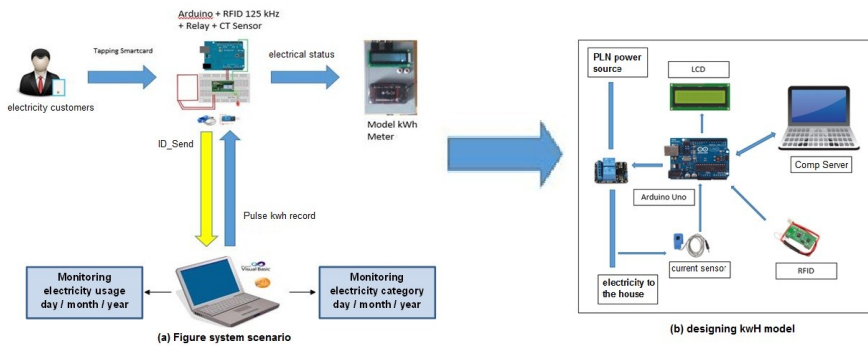 Arduino + RFID 125 kHz
+ Relay + CT Sensor
Tapping Smartcard
electrical status
electricity customers
Model kWh
Meter
ID_Send
Pulse kwh record
Visual Basic
Monitoring
electricity usage
day / month / year
Monitoring
electricity category
day / month / year
(a) Figure system scenario
PLN power
source
LCD
Comp Server
Arduino Uno
current sensor
RFID
electricity to
the house
(b) designing kwH model